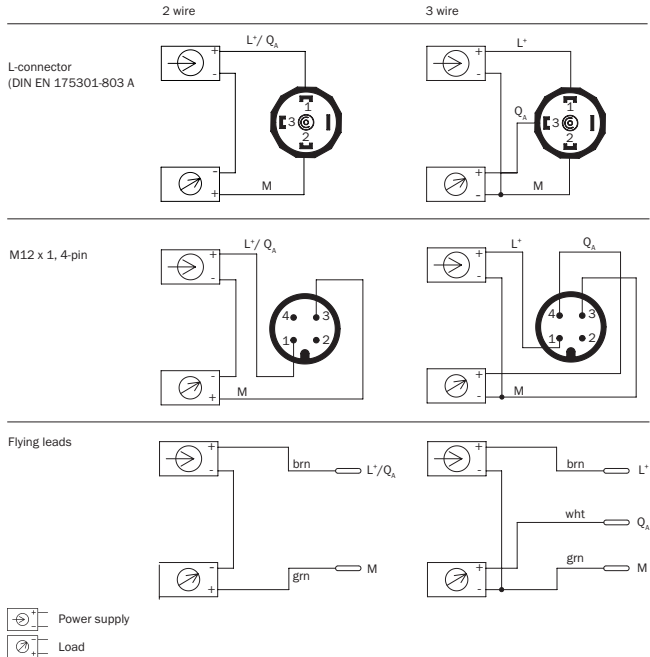 2 wire 3 wire
L-connector
(DIN EN 175301-803 A
+ L⁺/ Q_A
-
1
3
2
-
+ M
+ L⁺
-
Q_A
1
3
2
+
- M
M12 x 1, 4-pin
+ L⁺/ Q_A
-
4 3
1 2
-
+ M
+ L⁺ Q_A
-
4 3
1 2
+
- M
Flying leads
+
- brn L⁺/Q_A
-
+ grn M
+
- brn L⁺
wht Q_A
+ grn M
-
+ - Power supply
- + Load